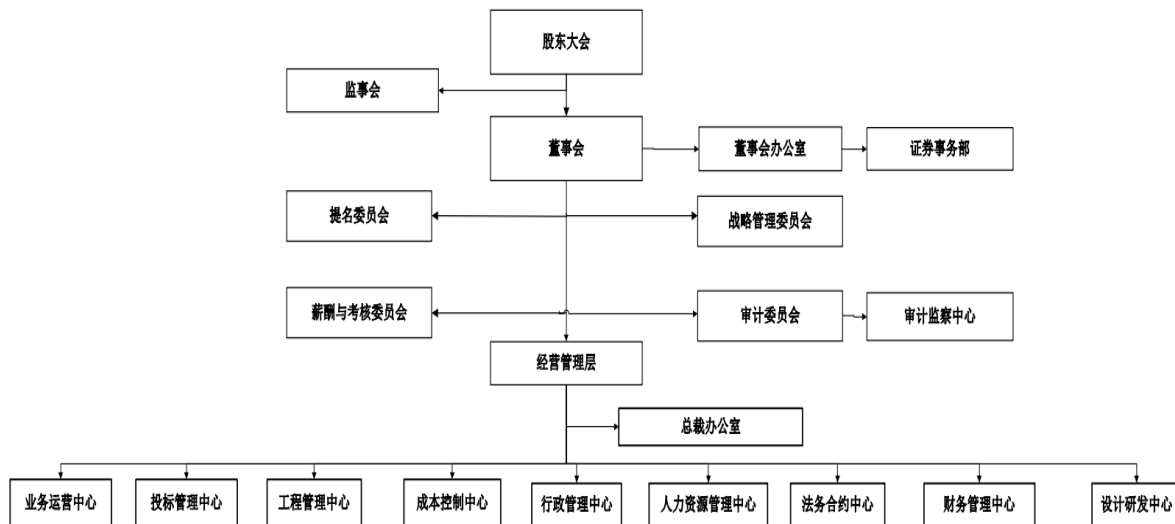 股东大会
监事会
董事会
董事会办公室
证券事务部
提名委员会
战略管理委员会
薪酬与考核委员会
审计委员会
审计监察中心
经营管理层
总裁办公室
业务运营中心
投标管理中心
工程管理中心
成本控制中心
行政管理中心
人力资源管理中心
法务合约中心
财务管理中心
设计研发中心